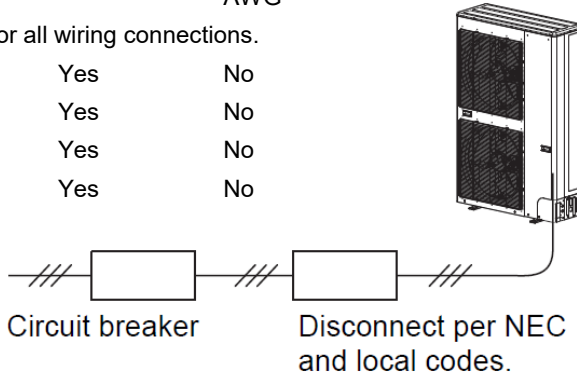 AWG
or all wiring connections.
Yes No
Yes No
Yes No
Yes No
Circuit breaker
Disconnect per NEC
and local codes.